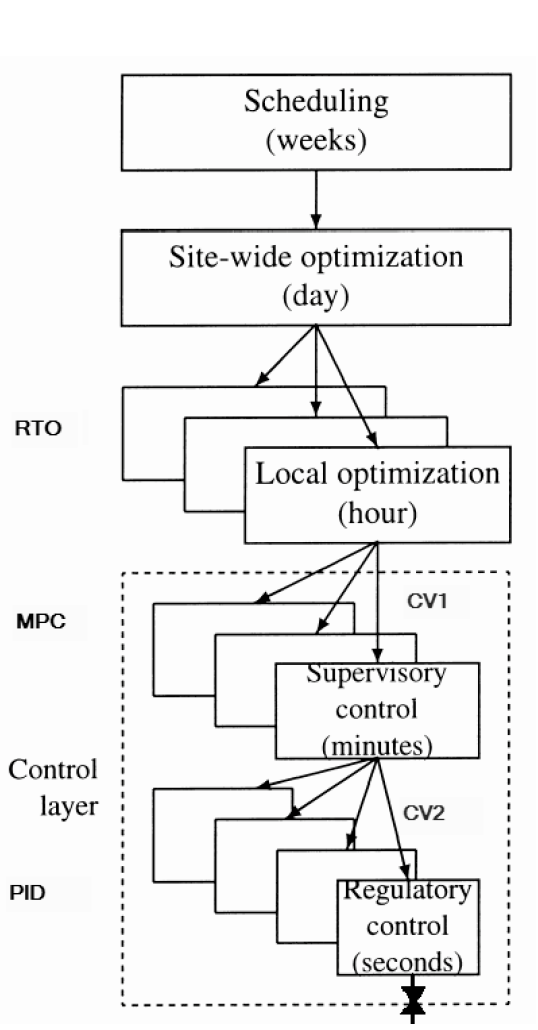 Scheduling
(weeks)
Site-wide optimization
(day)
RTO
Local optimization
(hour)
CV1
MPC
Supervisory
control
(minutes)
Control
layer
CV2
PID
Regulatory
control
(seconds)